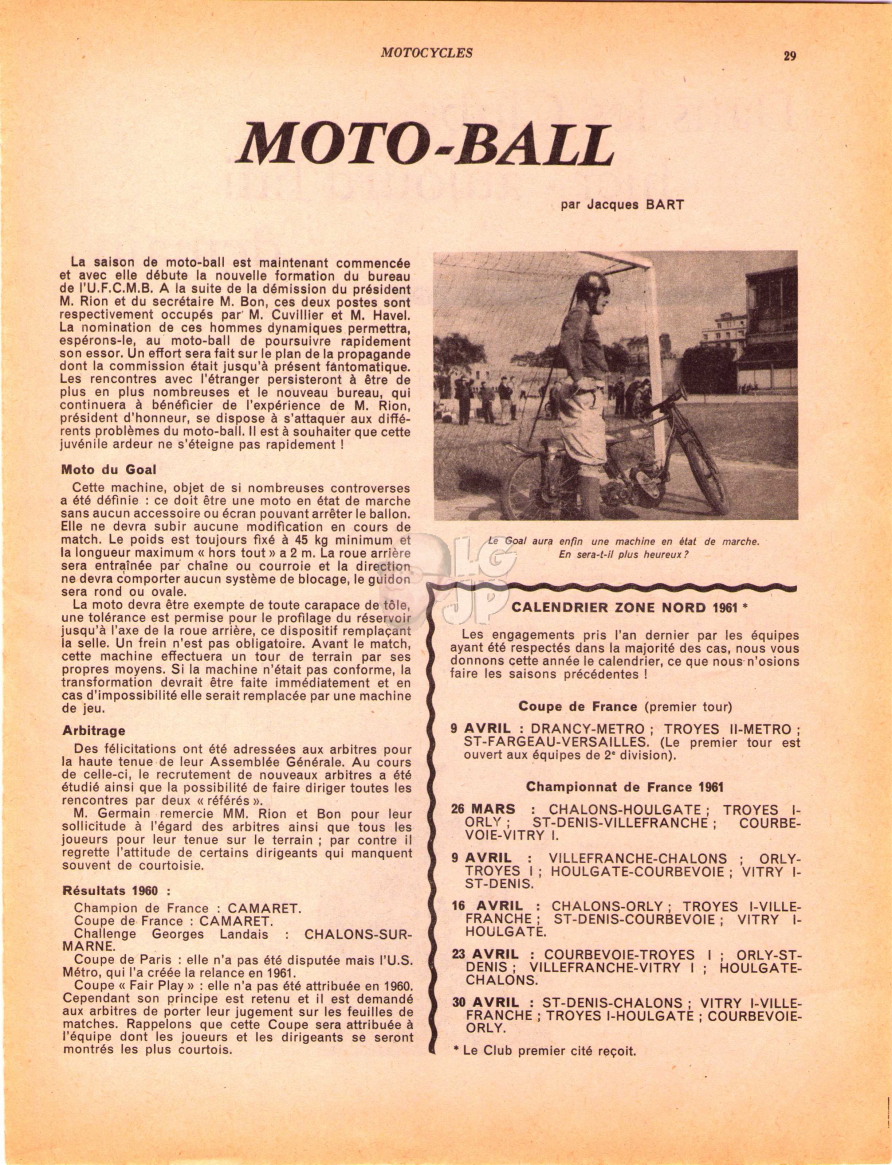 MOTOCYCLES
29
MOTO-BALL
par Jacques BART
La saison de moto-ball est maintenant commencée
et avec elle débute la nouvelle formation du bureau
de l'U.F.C.M.B. A la suite de la démission du président
M. Rion et du secrétaire M. Bon, ces deux postes sont
respectivement occupés par M. Cuvillier et M. Havel.
La nomination de ces hommes dynamiques permettra,
espérons-le, au moto-ball de poursuivre rapidement
son essor. Un effort sera fait sur le plan de la propagande
dont la commission était jusqu'à présent fantomatique.
Les rencontres avec l'étranger persisteront à être de
plus en plus nombreuses et le nouveau bureau, qui
continuera à bénéficier de l'expérience de M. Rion,
président d'honneur, se dispose à s'attaquer aux diffé-
rents problèmes du moto-ball. Il est à souhaiter que cette
juvénile ardeur ne s'éteigne pas rapidement !
Moto du Goal
Cette machine, objet de si nombreuses controverses
a été définie : ce doit être une moto en état de marche
sans aucun accessoire ou écran pouvant arrêter le ballon.
Elle ne devra subir aucune modification en cours de
match. Le poids est toujours fixé à 45 kg minimum et
la longueur maximum « hors tout » a 2 m. La roue arrière
sera entraînée par chaîne ou courroie et la direction
ne devra comporter aucun système de blocage, le guidon
sera rond ou ovale.
La moto devra être exempte de toute carapace de tôle,
une tolérance est permise pour le profilage du réservoir
jusqu'à l'axe de la roue arrière, ce dispositif remplaçant
la selle. Un frein n'est pas obligatoire. Avant le match,
cette machine effectuera un tour de terrain par ses
propres moyens. Si la machine n'était pas conforme, la
transformation devrait être faite immédiatement et en
cas d'impossibilité elle serait remplacée par une machine
de jeu.
Arbitrage
Des félicitations ont été adressées aux arbitres pour
la haute tenue de leur Assemblée Générale. Au cours
de celle-ci, le recrutement de nouveaux arbitres a été
étudié ainsi que la possibilité de faire diriger toutes les
rencontres par deux « référés ».
M. Germain remercie MM. Rion et Bon pour leur
sollicitude à l'égard des arbitres ainsi que tous les
joueurs pour leur tenue sur le terrain ; par contre il
regrette l'attitude de certains dirigeants qui manquent
souvent de courtoisie.
Résultats 1960 :
Champion de France : CAMARET.
Coupe de France : CAMARET.
Challenge Georges Landais : CHALONS-SUR-
MARNE.
Coupe de Paris : elle n'a pas été disputée mais l'U.S.
Métro, qui l'a créée la relance en 1961.
Coupe « Fair Play » : elle n'a pas été attribuée en 1960.
Cependant son principe est retenu et il est demandé
aux arbitres de porter leur jugement sur les feuilles de
matches. Rappelons que cette Coupe sera attribuée à
l'équipe dont les joueurs et les dirigeants se seront
montrés les plus courtois.
Le Goal aura enfin une machine en état de marche.
En sera-t-il plus heureux ?
LG
JP
CALENDRIER ZONE NORD 1961 *
Les engagements pris l'an dernier par les équipes
ayant été respectés dans la majorité des cas, nous vous
donnons cette année le calendrier, ce que nous n'osions
faire les saisons précédentes !
Coupe de France (premier tour)
9 AVRIL : DRANCY-METRO ; TROYES II-METRO ;
ST-FARGEAU-VERSAILLES. (Le premier tour est
ouvert aux équipes de 2e division).
Championnat de France 1961
26 MARS : CHALONS-HOULGATE ; TROYES I-
ORLY ; ST-DENIS-VILLEFRANCHE ; COURBE-
VOIE-VITRY I.
9 AVRIL : VILLEFRANCHE-CHALONS ; ORLY-
TROYES I ; HOULGATE-COURBEVOIE ; VITRY I-
ST-DENIS.
16 AVRIL : CHALONS-ORLY ; TROYES I-VILLE-
FRANCHE ; ST-DENIS-COURBEVOIE ; VITRY I-
HOULGATE.
23 AVRIL : COURBEVOIE-TROYES I ; ORLY-ST-
DENIS ; VILLEFRANCHE-VITRY I ; HOULGATE-
CHALONS.
30 AVRIL : ST-DENIS-CHALONS ; VITRY I-VILLE-
FRANCHE ; TROYES I-HOULGATE ; COURBEVOIE-
ORLY.
* Le Club premier cité reçoit.